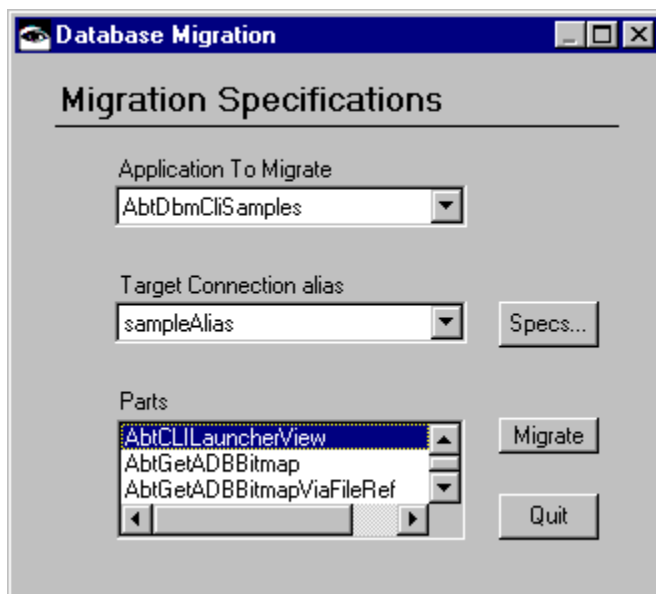 Database Migration
Migration Specifications
Application To Migrate
AbtDbmCliSamples
Target Connection alias
sampleAlias
Specs...
Parts
AbtCLILauncherView
Migrate
AbtGetADBBitmap
AbtGetADBBitmapViaFileRef
Quit